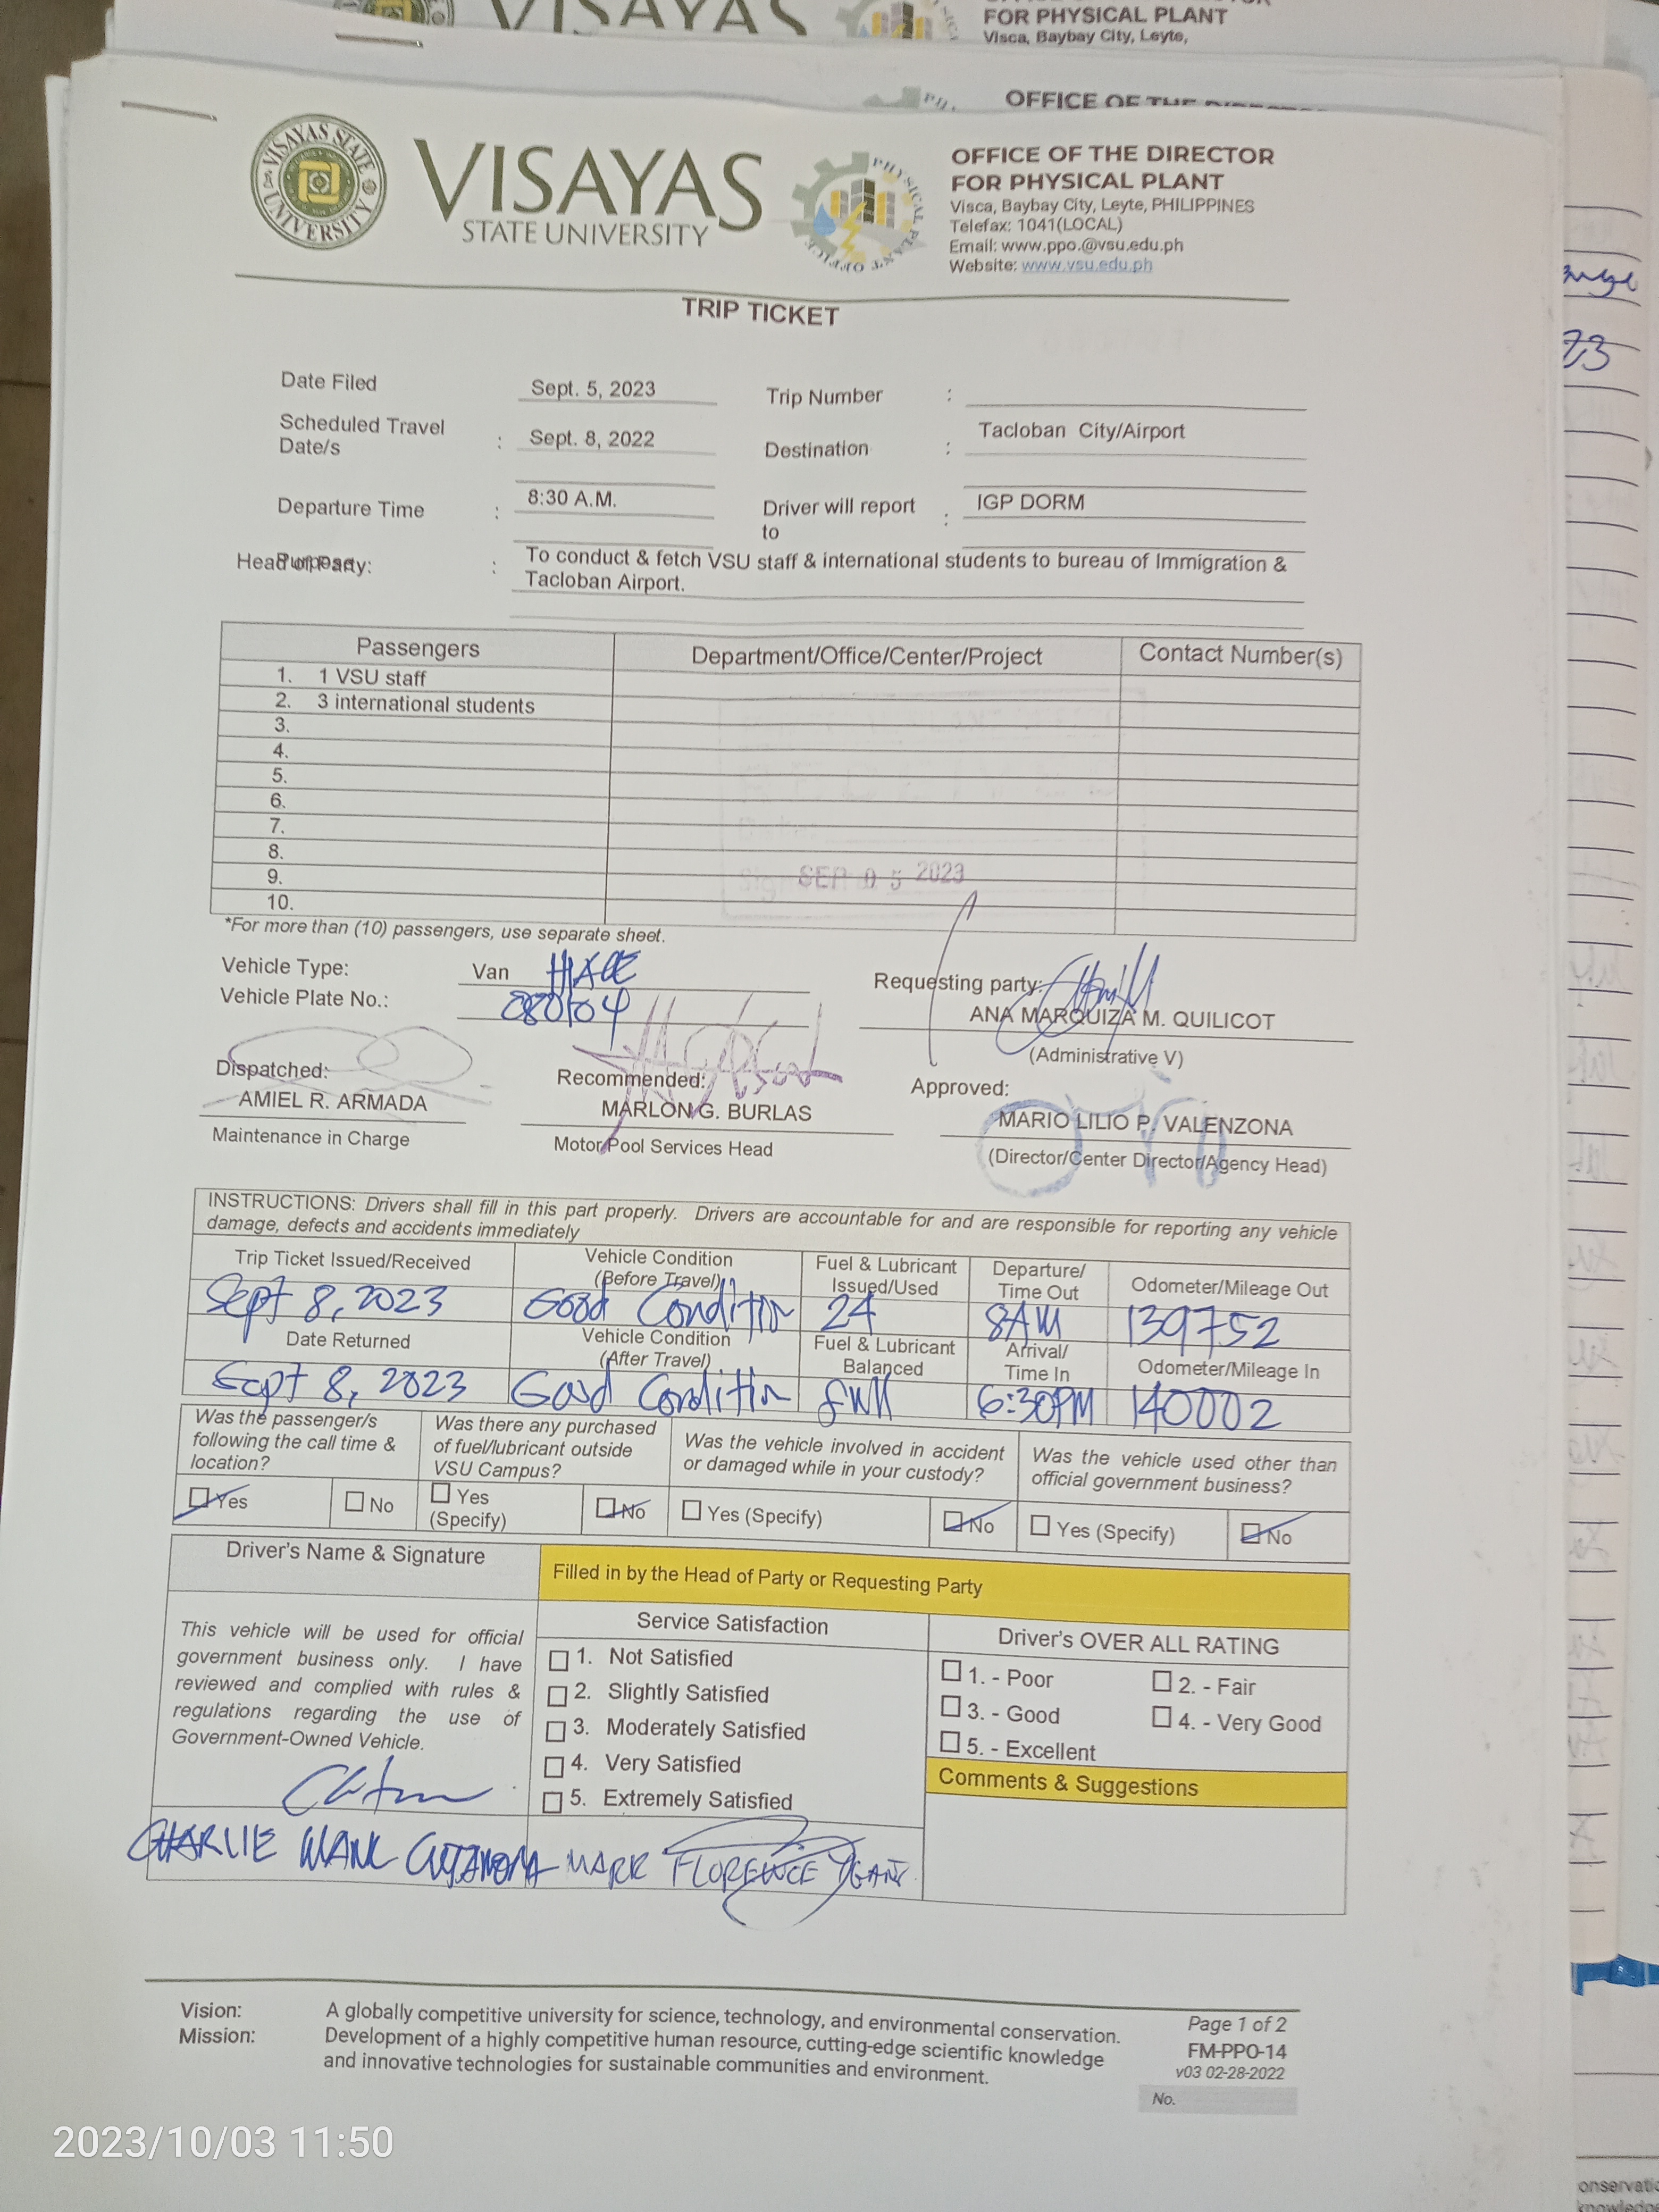 VISAYAS
FOR PHYSICAL PLANT
Visca, Baybay City, Leyte,
OFFICE OF THE
VISAYAS STATE UNIVERSITY
VISAYAS
STATE UNIVERSITY
PHYSICAL PLANT OFFICE
OFFICE OF THE DIRECTOR
FOR PHYSICAL PLANT
Visca, Baybay City, Leyte, PHILIPPINES
Telefax: 1041(LOCAL)
Email: www.ppo.@vsu.edu.ph
Website: www.vsu.edu.ph
TRIP TICKET
Date Filed Sept. 5, 2023 Trip Number :
Scheduled Travel Date/s : Sept. 8, 2022 Destination : Tacloban City/Airport
Departure Time : 8:30 A.M. Driver will report to : IGP DORM
Head of Party: Purpose : To conduct & fetch VSU staff & international students to bureau of Immigration &
Tacloban Airport.
Passengers Department/Office/Center/Project Contact Number(s)
1. 1 VSU staff
2. 3 international students
3.
4.
5.
6.
7.
8.
9.
SEP 05 2023
10.
*For more than (10) passengers, use separate sheet.
Vehicle Type: Van HIACE
Vehicle Plate No.:
Requesting party:
ANA MARQUIZA M. QUILICOT
(Administrative V)
Dispatched: Recommended: Approved:
AMIEL R. ARMADA MARLON G. BURLAS MARIO LILIO P. VALENZONA
Maintenance in Charge Motor Pool Services Head (Director/Center Director/Agency Head)
INSTRUCTIONS: Drivers shall fill in this part properly. Drivers are accountable for and are responsible for reporting any vehicle
damage, defects and accidents immediately
Trip Ticket Issued/Received Vehicle Condition (Before Travel) Fuel & Lubricant Issued/Used Departure/ Time Out Odometer/Mileage Out
Sept 8, 2023 Good Condition 24 8AM 139752
Date Returned Vehicle Condition (After Travel) Fuel & Lubricant Balanced Arrival/ Time In Odometer/Mileage In
Sept 8, 2023 Good Condition full 6:30PM 140002
Was the passenger/s following the call time & location? Was there any purchased of fuel/lubricant outside VSU Campus? Was the vehicle involved in accident or damaged while in your custody? Was the vehicle used other than official government business?
Yes No Yes (Specify) No Yes (Specify) No Yes (Specify) No
Driver's Name & Signature Filled in by the Head of Party or Requesting Party
This vehicle will be used for official
government business only. I have
reviewed and complied with rules &
regulations regarding the use of
Government-Owned Vehicle.
Service Satisfaction
1. Not Satisfied
2. Slightly Satisfied
3. Moderately Satisfied
4. Very Satisfied
5. Extremely Satisfied
Driver's OVER ALL RATING
1. - Poor 2. - Fair
3. - Good 4. - Very Good
5. - Excellent
Comments & Suggestions
CHARLIE MARK FLORENCE
Vision: A globally competitive university for science, technology, and environmental conservation.
Mission: Development of a highly competitive human resource, cutting-edge scientific knowledge
and innovative technologies for sustainable communities and environment.
Page 1 of 2
FM-PPO-14
v03 02-28-2022
No.
2023/10/03 11:50